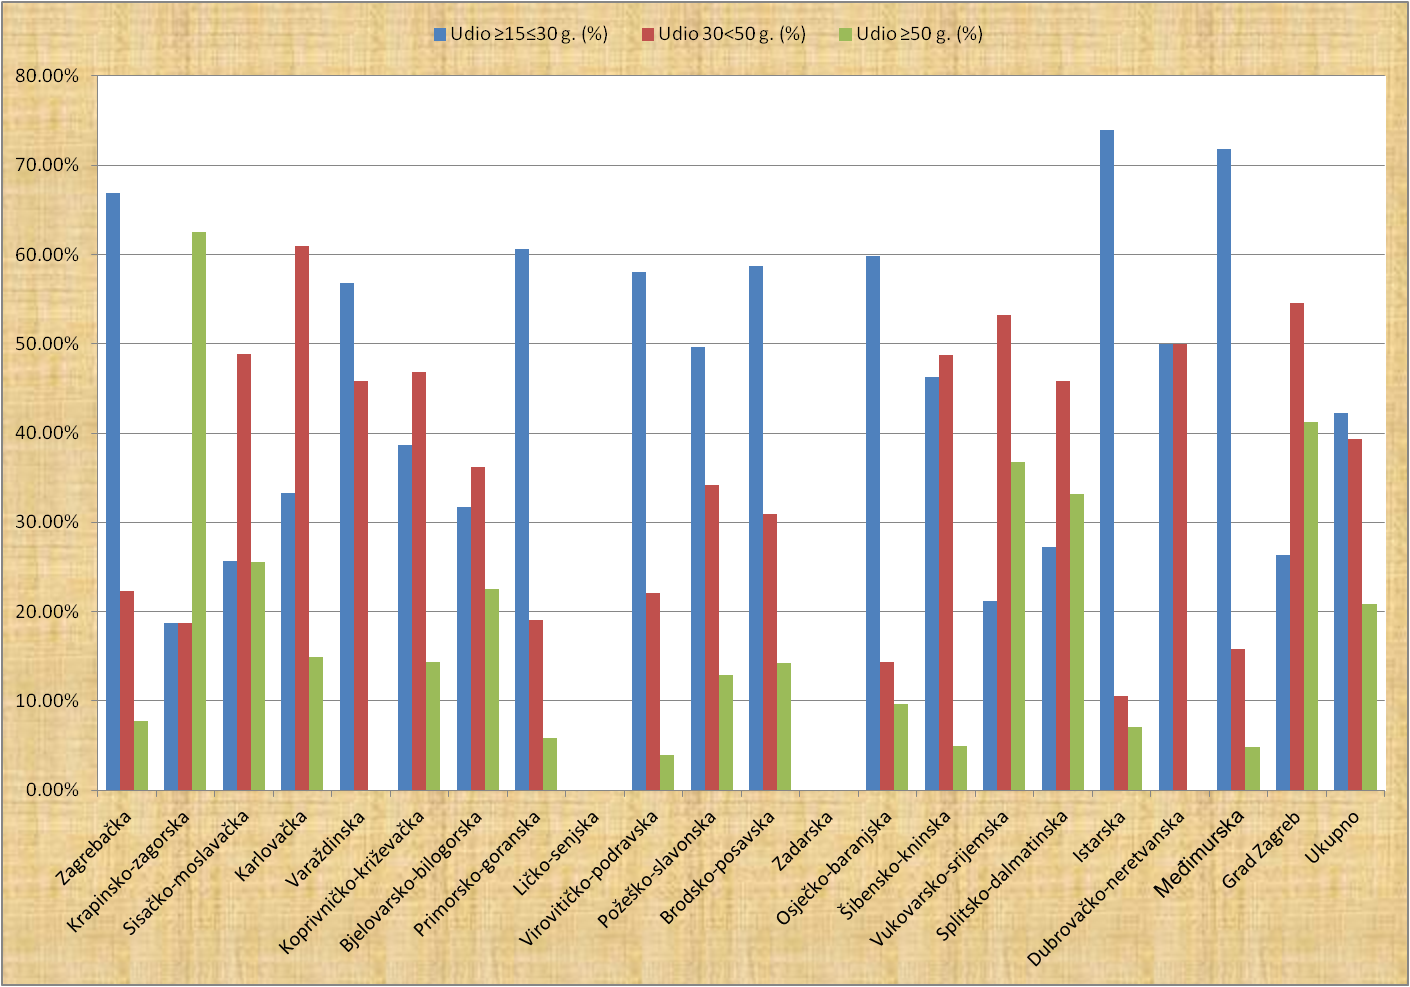 Udio ≥15≤30 g. (%) Udio 30<50 g. (%) Udio ≥50 g. (%)
80.00%
70.00%
60.00%
50.00%
40.00%
30.00%
20.00%
10.00%
0.00%
Zagrebačka
Krapinsko-zagorska
Sisačko-moslavačka
Karlovačka
Varaždinska
Koprivničko-križevačka
Bjelovarsko-bilogorska
Primorsko-goranska
Ličko-senjska
Virovitičko-podravska
Požeško-slavonska
Brodsko-posavska
Zadarska
Osječko-baranjska
Šibensko-kninska
Vukovarsko-srijemska
Splitsko-dalmatinska
Istarska
Dubrovačko-neretvanska
Međimurska
Grad Zagreb
Ukupno